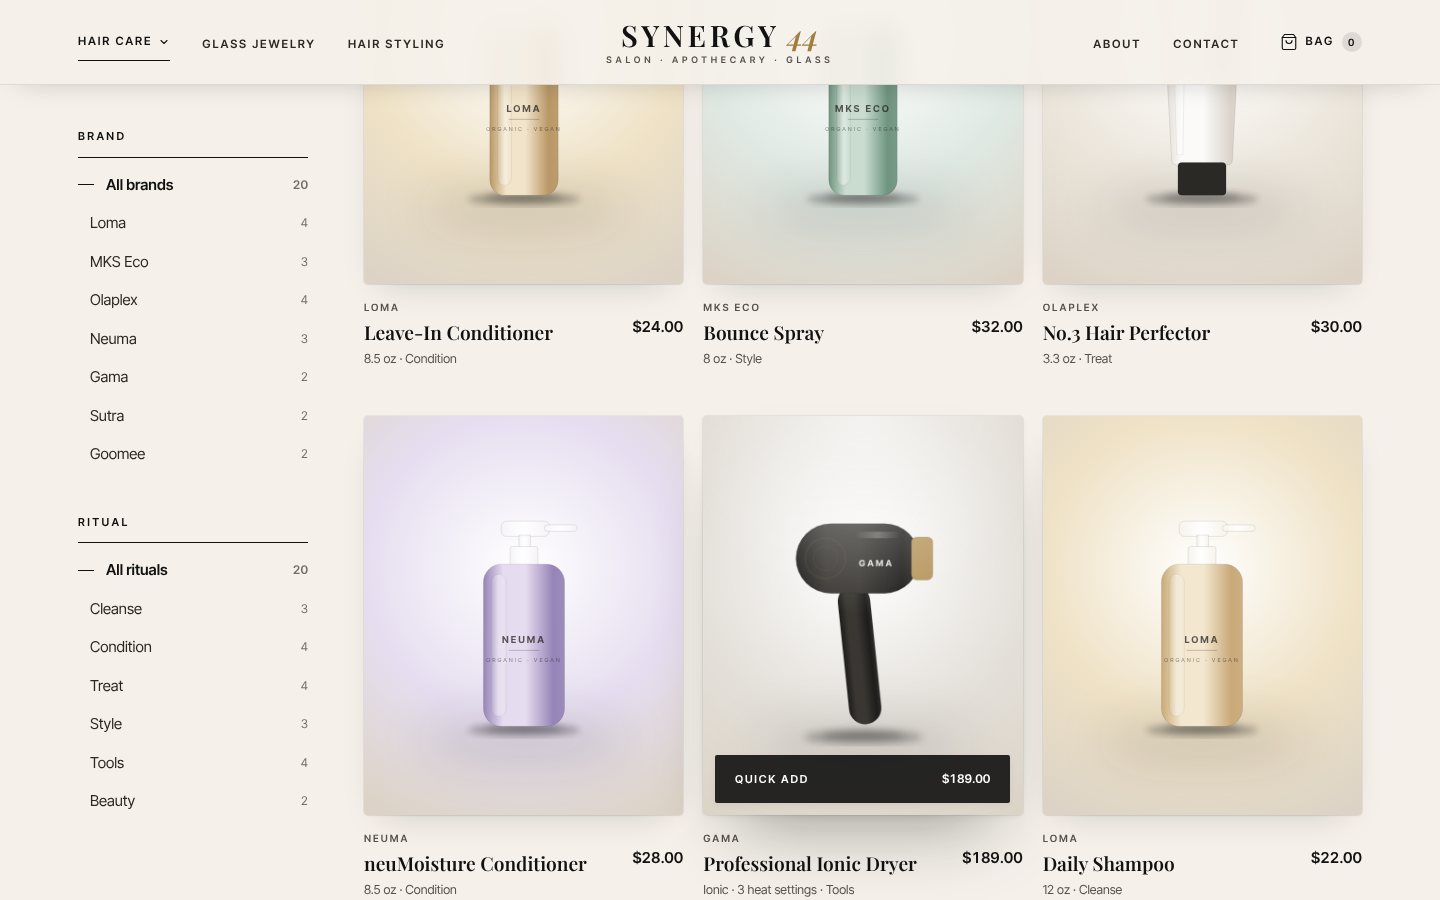 HAIR CARE
GLASS JEWELRY
HAIR STYLING
SYNERGY 44
SALON · APOTHECARY · GLASS
ABOUT
CONTACT
BAG 0
BRAND
All brands 20
Loma 4
MKS Eco 3
Olaplex 4
Neuma 3
Gama 2
Sutra 2
Goomee 2
RITUAL
All rituals 20
Cleanse 3
Condition 4
Treat 4
Style 3
Tools 4
Beauty 2
LOMA
ORGANIC · VEGAN
LOMA
Leave-In Conditioner $24.00
8.5 oz · Condition
MKS ECO
ORGANIC · VEGAN
MKS ECO
Bounce Spray $32.00
8 oz · Style
OLAPLEX
No.3 Hair Perfector $30.00
3.3 oz · Treat
NEUMA
ORGANIC · VEGAN
NEUMA
neuMoisture Conditioner $28.00
8.5 oz · Condition
GAMA
QUICK ADD $189.00
GAMA
Professional Ionic Dryer $189.00
Ionic · 3 heat settings · Tools
LOMA
ORGANIC · VEGAN
LOMA
Daily Shampoo $22.00
12 oz · Cleanse